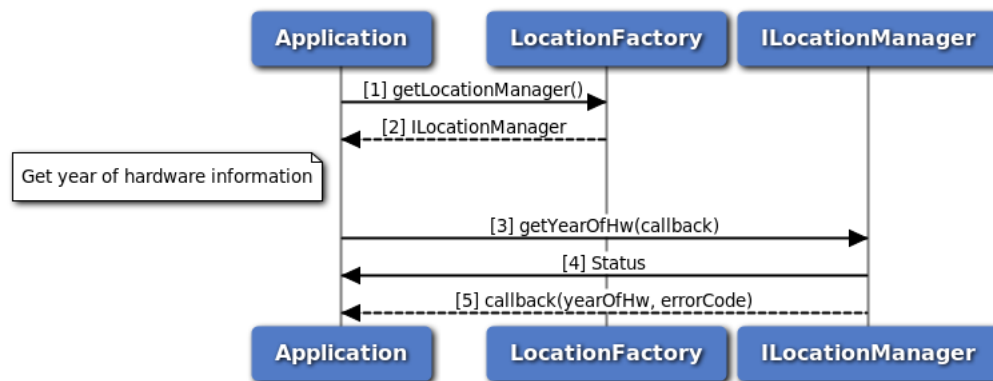 Application
LocationFactory
ILocationManager
[1] getLocationManager()
[2] ILocationManager
Get year of hardware information
[3] getYearOfHw(callback)
[4] Status
[5] callback(yearOfHw, errorCode)
Application
LocationFactory
ILocationManager